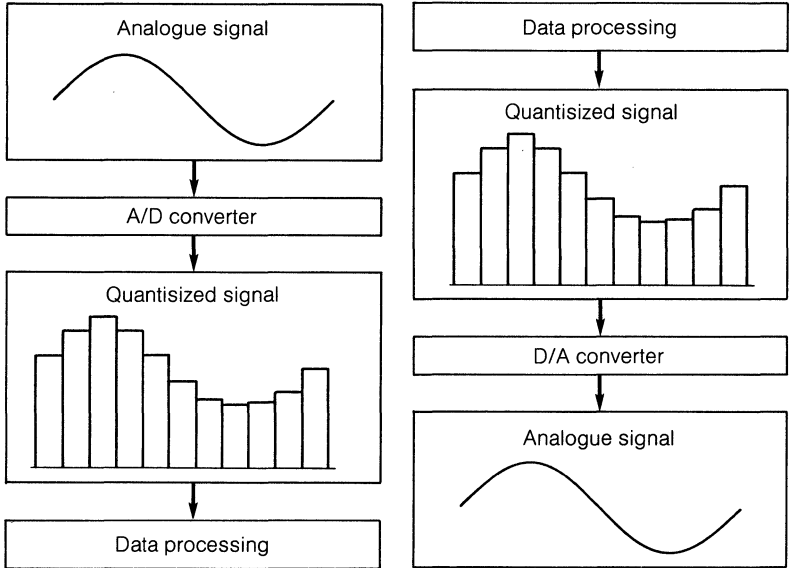 Analogue signal
A/D converter
Quantisized signal
Data processing
Data processing
Quantisized signal
D/A converter
Analogue signal